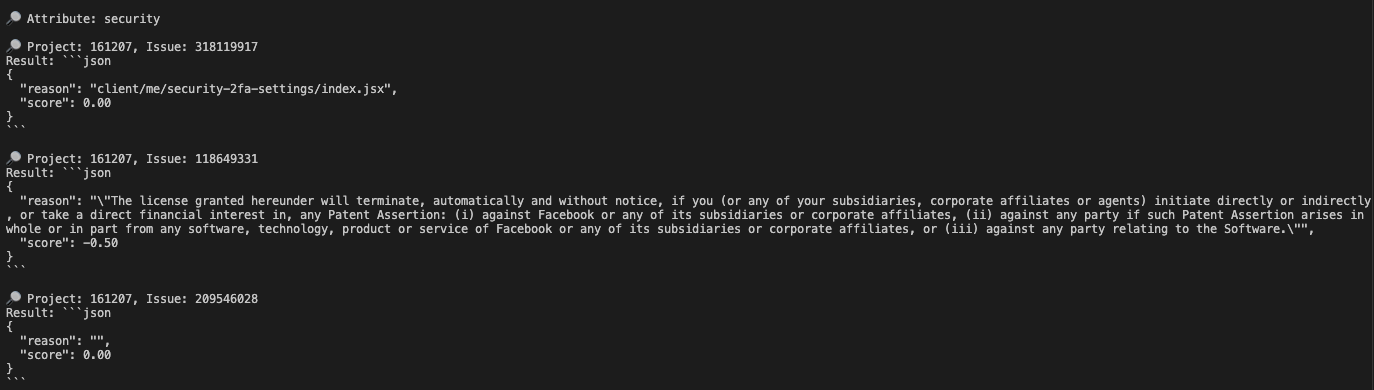 🔎 Attribute: security
🔎 Project: 161207, Issue: 318119917
Result: ```json
{
  "reason": "client/me/security-2fa-settings/index.jsx",
  "score": 0.00
}
```
🔎 Project: 161207, Issue: 118649331
Result: ```json
{
  "reason": "\"The license granted hereunder will terminate, automatically and without notice, if you (or any of your subsidiaries, corporate affiliates or agents) initiate directly or indirectly
, or take a direct financial interest in, any Patent Assertion: (i) against Facebook or any of its subsidiaries or corporate affiliates, (ii) against any party if such Patent Assertion arises in
whole or in part from any software, technology, product or service of Facebook or any of its subsidiaries or corporate affiliates, or (iii) against any party relating to the Software.\"",
  "score": -0.50
}
```
🔎 Project: 161207, Issue: 209546028
Result: ```json
{
  "reason": "",
  "score": 0.00
}
```